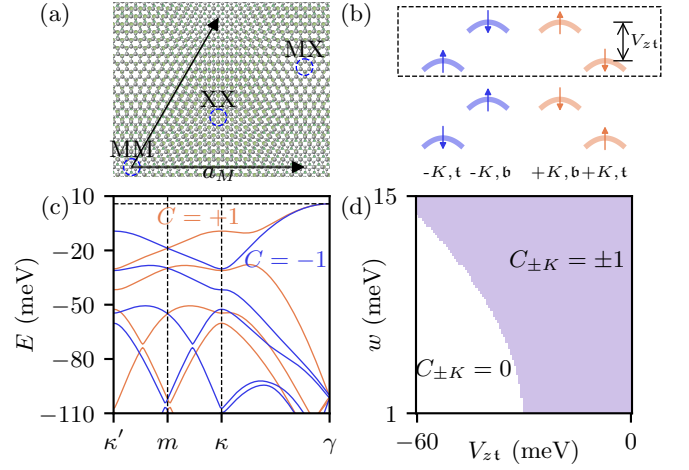 (a)
MX
XX
MM
a_M
(b)
V_{z𝔱}
-K, 𝔱 -K, 𝔟 +K, 𝔟 +K, 𝔱
(c)
10
−20
−50
−80
−110
E (meV)
C = +1
C = −1
κ′ m κ γ
(d)
15
w
1
C_{±K} = ±1
C_{±K} = 0
−60 0
V_{z𝔱} (meV)